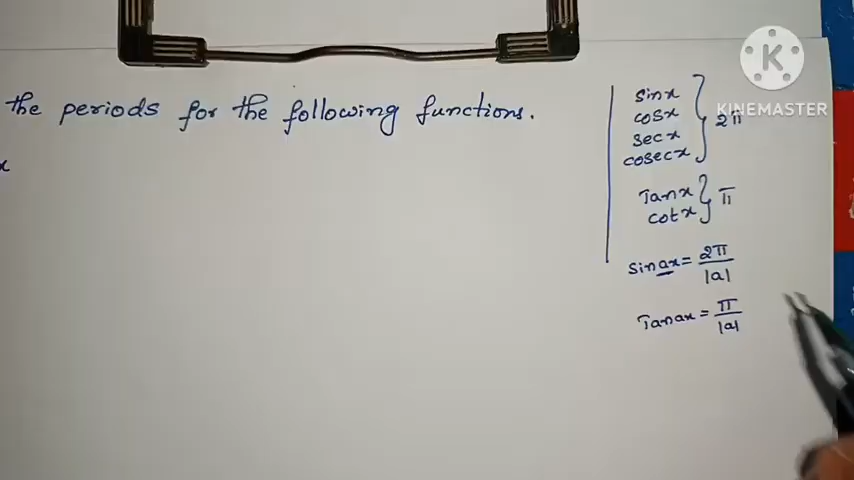 the periods for the following functions.
x
sinx
cosx
secx
cosecx
2π
Tanx
cotx
π
sinax = 2π/|a|
Tanax = π/|a|
K
KINEMASTER